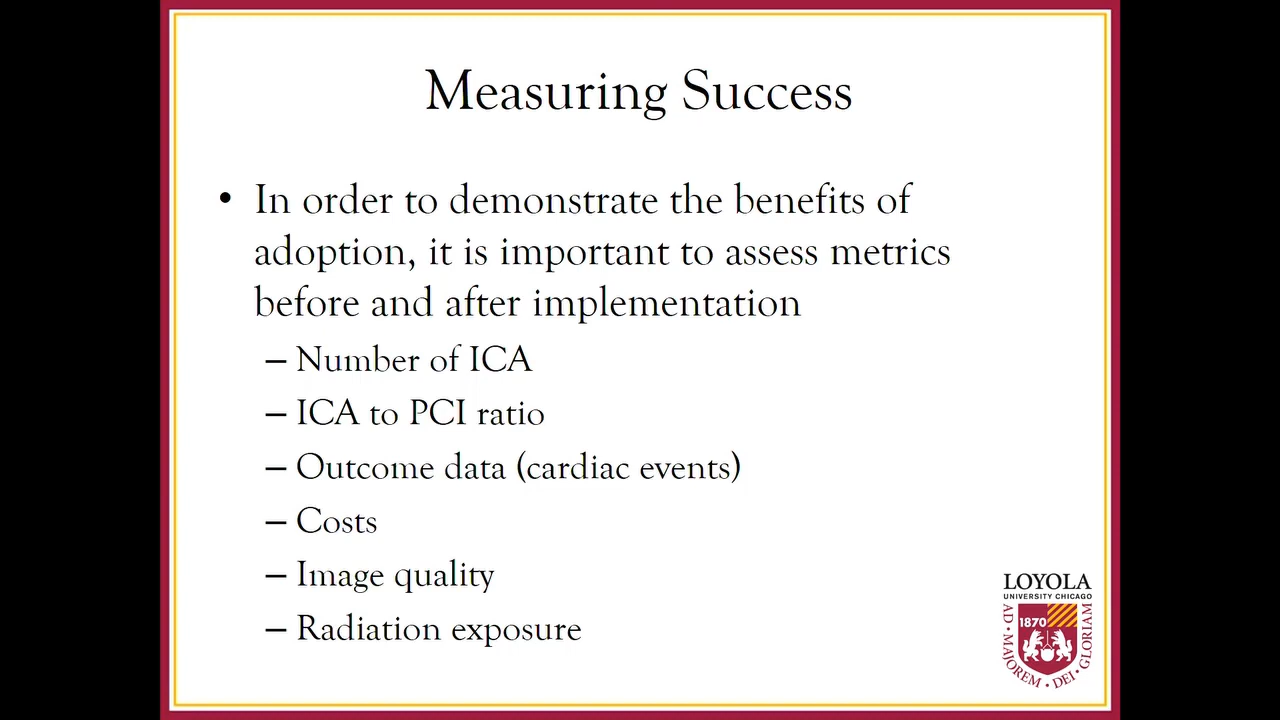 Measuring Success
• In order to demonstrate the benefits of
adoption, it is important to assess metrics
before and after implementation
– Number of ICA
– ICA to PCI ratio
– Outcome data (cardiac events)
– Costs
– Image quality
– Radiation exposure
LOYOLA
UNIVERSITY CHICAGO
1870
AD • MAJOREM • DEI • GLORIAM